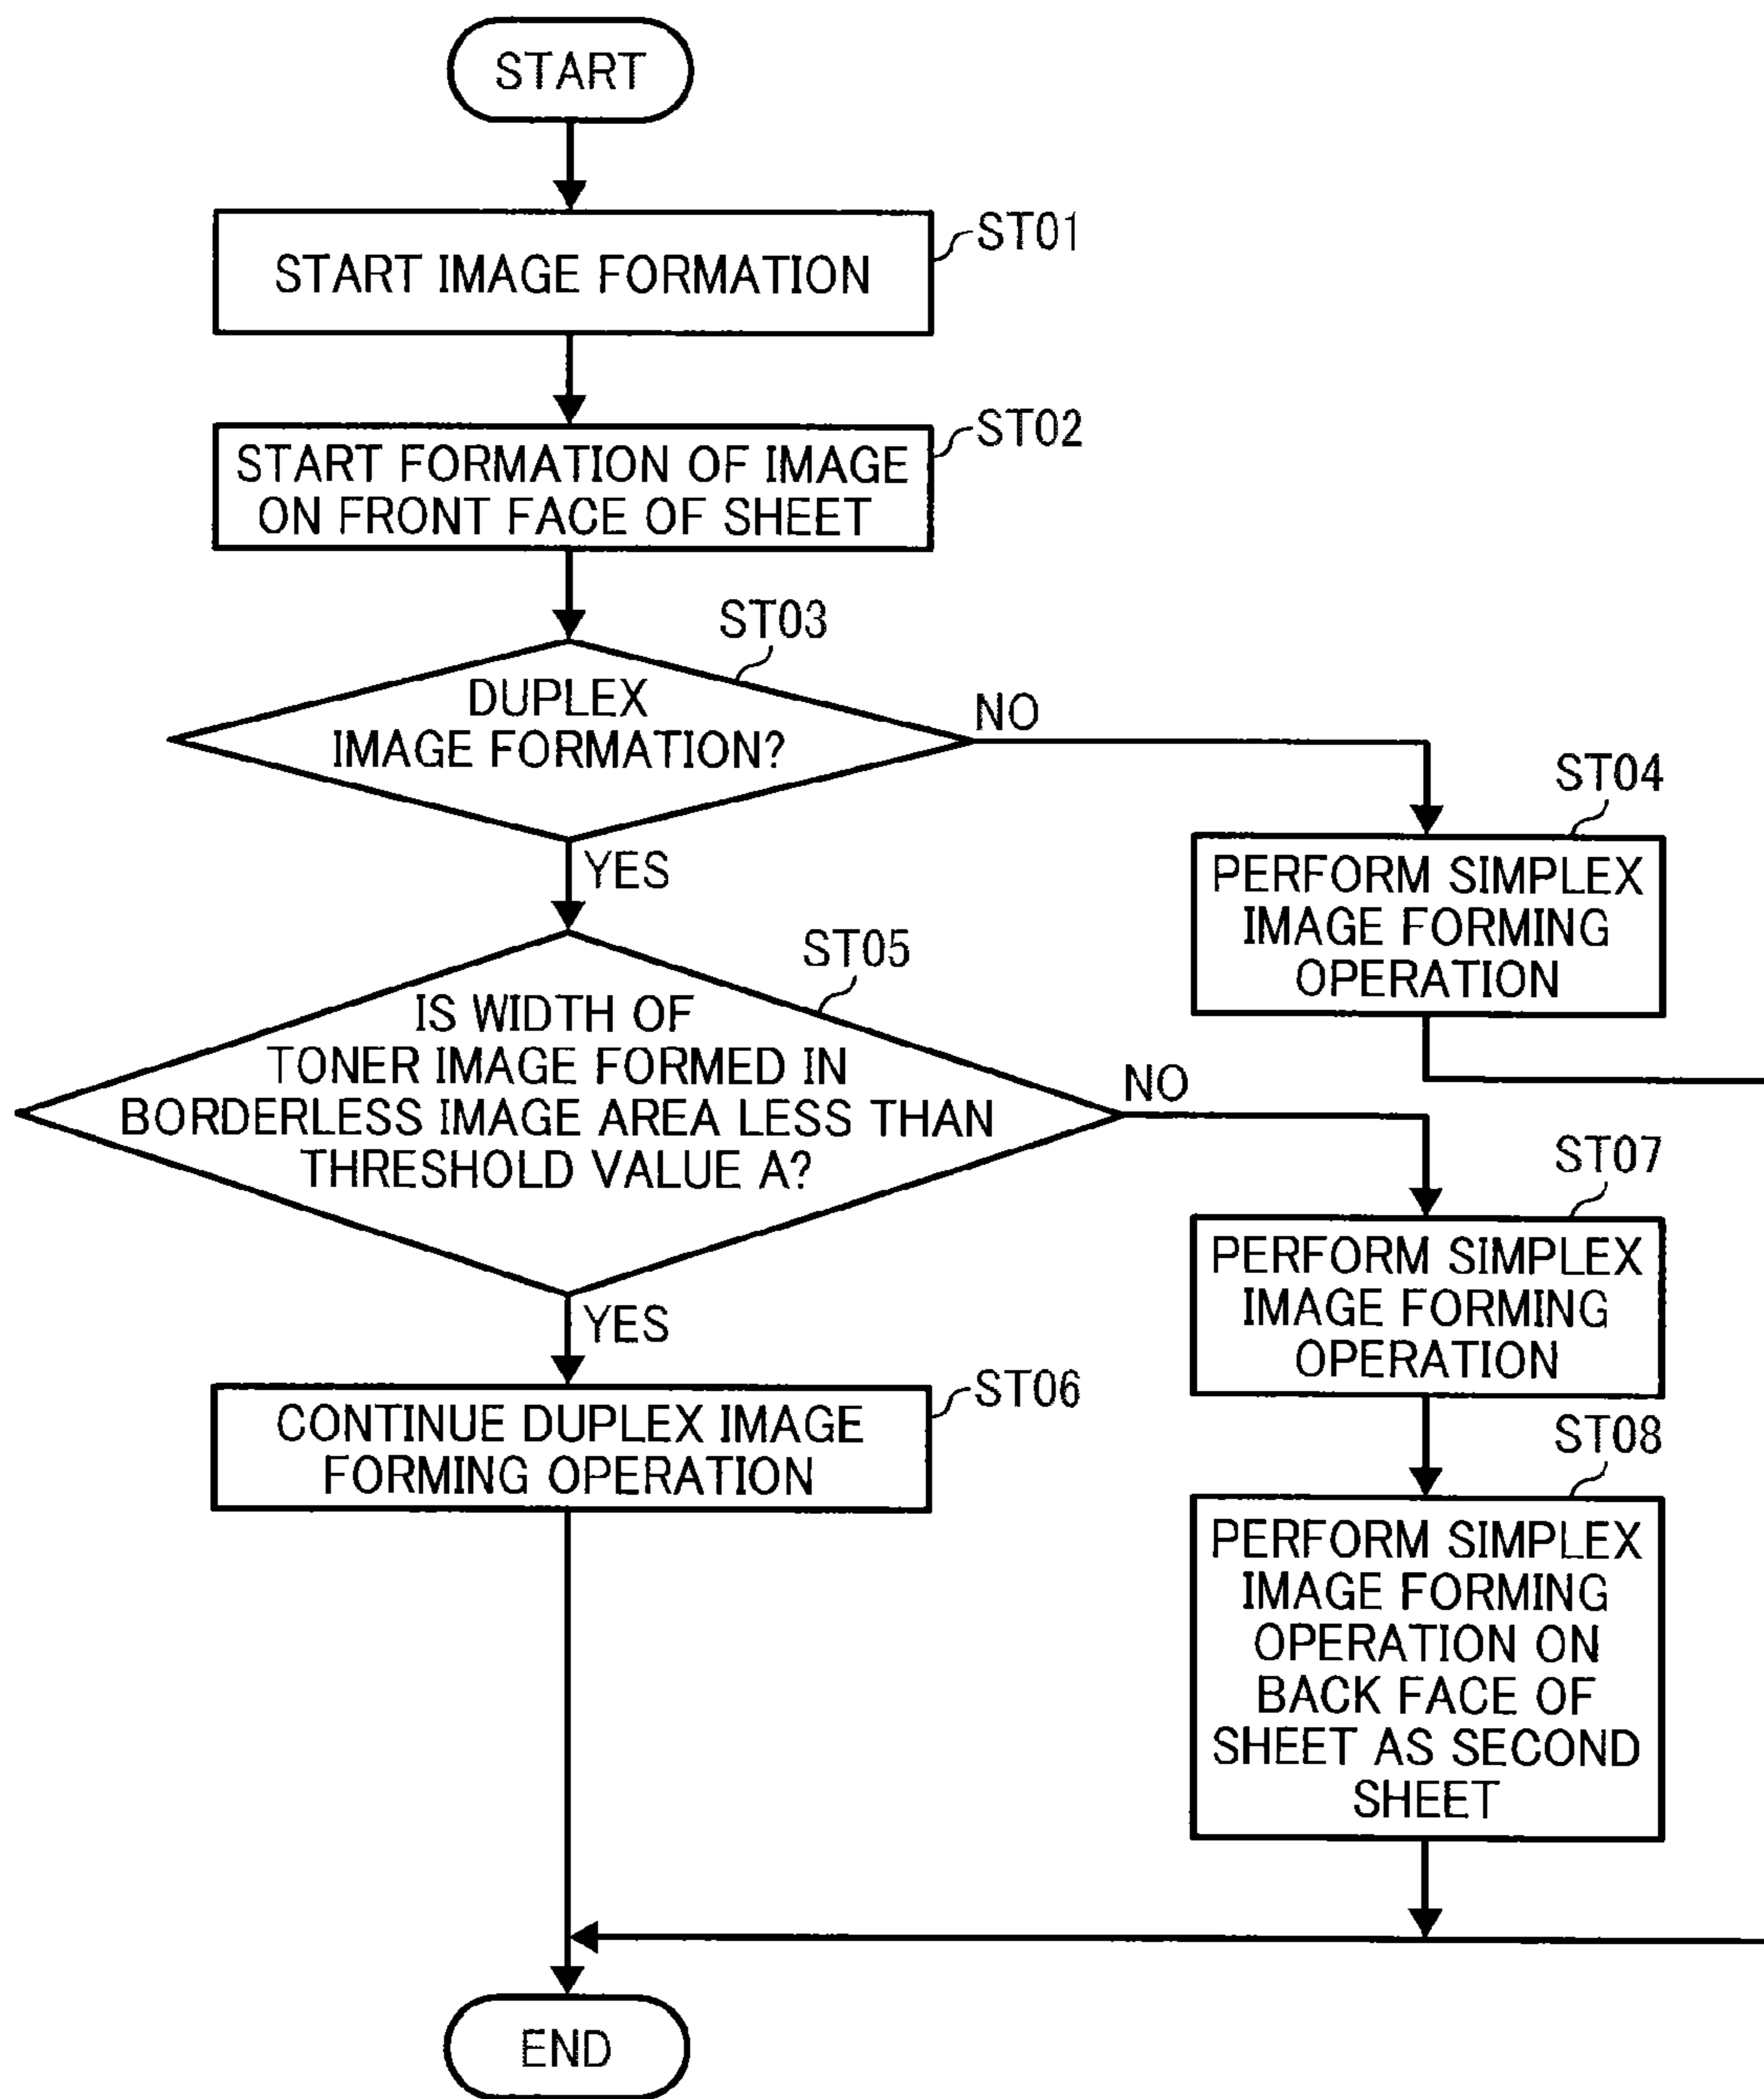 START
ST01
START IMAGE FORMATION
ST02
START FORMATION OF IMAGE
ON FRONT FACE OF SHEET
ST03
DUPLEX
IMAGE FORMATION?
NO
YES
ST04
PERFORM SIMPLEX
IMAGE FORMING
OPERATION
ST05
IS WIDTH OF
TONER IMAGE FORMED IN
BORDERLESS IMAGE AREA LESS THAN
THRESHOLD VALUE A?
NO
YES
ST06
CONTINUE DUPLEX IMAGE
FORMING OPERATION
ST07
PERFORM SIMPLEX
IMAGE FORMING
OPERATION
ST08
PERFORM SIMPLEX
IMAGE FORMING
OPERATION ON
BACK FACE OF
SHEET AS SECOND
SHEET
END